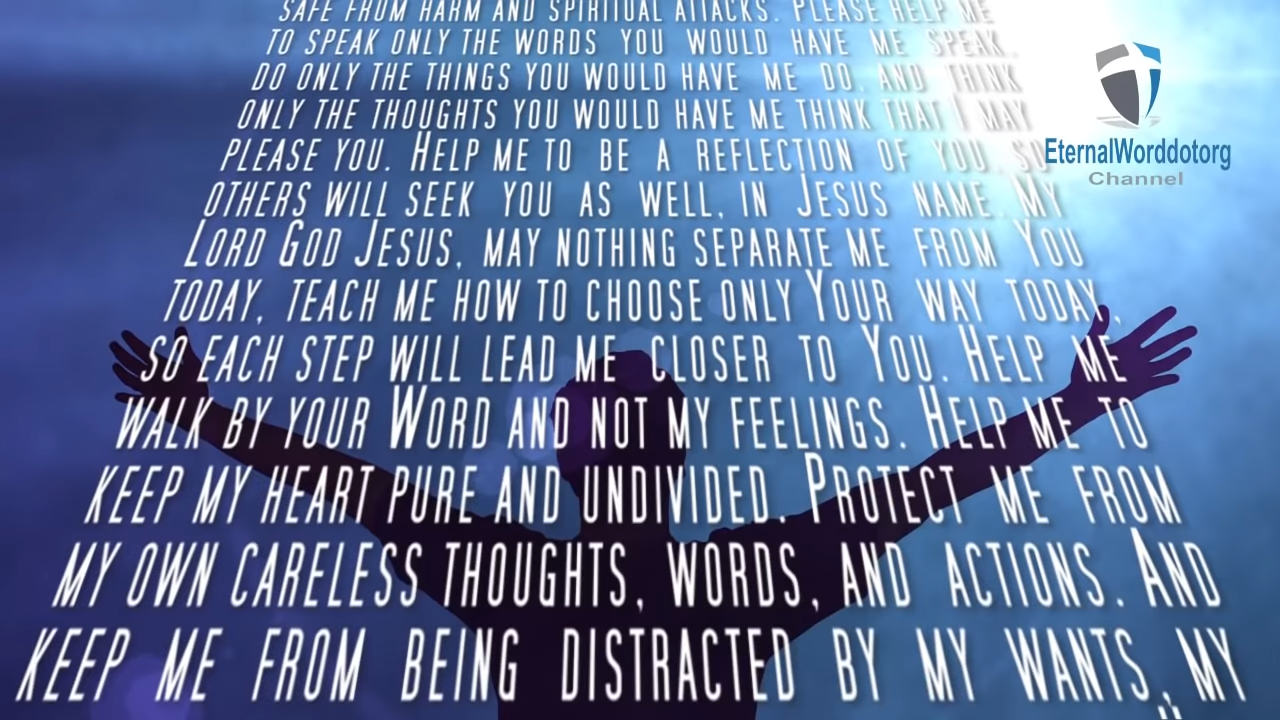 SAFE FROM HARM AND SPIRITUAL ATTACKS. PLEASE HELP ME
TO SPEAK ONLY THE WORDS YOU WOULD HAVE ME SPEAK,
DO ONLY THE THINGS YOU WOULD HAVE ME DO, AND THINK
ONLY THE THOUGHTS YOU WOULD HAVE ME THINK THAT I MAY
PLEASE YOU. HELP ME TO BE A REFLECTION OF YOU, SO
OTHERS WILL SEEK YOU AS WELL, IN JESUS NAME. MY
LORD GOD JESUS, MAY NOTHING SEPARATE ME FROM YOU
TODAY, TEACH ME HOW TO CHOOSE ONLY YOUR WAY TODAY,
SO EACH STEP WILL LEAD ME CLOSER TO YOU. HELP ME
WALK BY YOUR WORD AND NOT MY FEELINGS. HELP ME TO
KEEP MY HEART PURE AND UNDIVIDED. PROTECT ME FROM
MY OWN CARELESS THOUGHTS, WORDS, AND ACTIONS. AND
KEEP ME FROM BEING DISTRACTED BY MY WANTS, MY
EternalWorddotorg
Channel